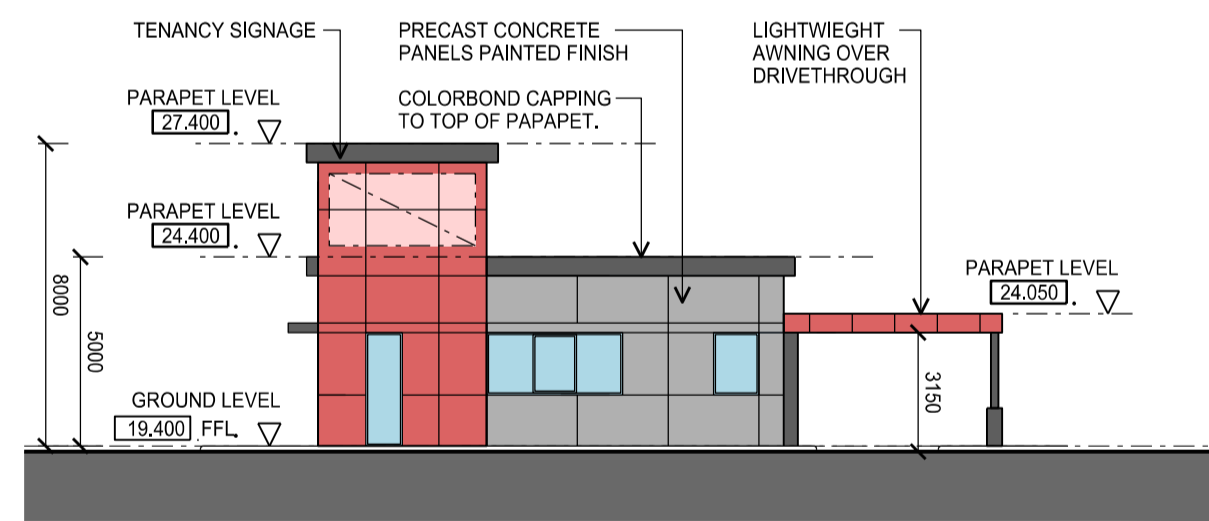 TENANCY SIGNAGE
PRECAST CONCRETE
PANELS PAINTED FINISH
LIGHTWIEGHT
AWNING OVER
DRIVETHROUGH
PARAPET LEVEL
27.400 .
COLORBOND CAPPING
TO TOP OF PAPAPET.
PARAPET LEVEL
24.400 .
PARAPET LEVEL
24.050 .
8000
5000
3150
GROUND LEVEL
19.400 FFL.